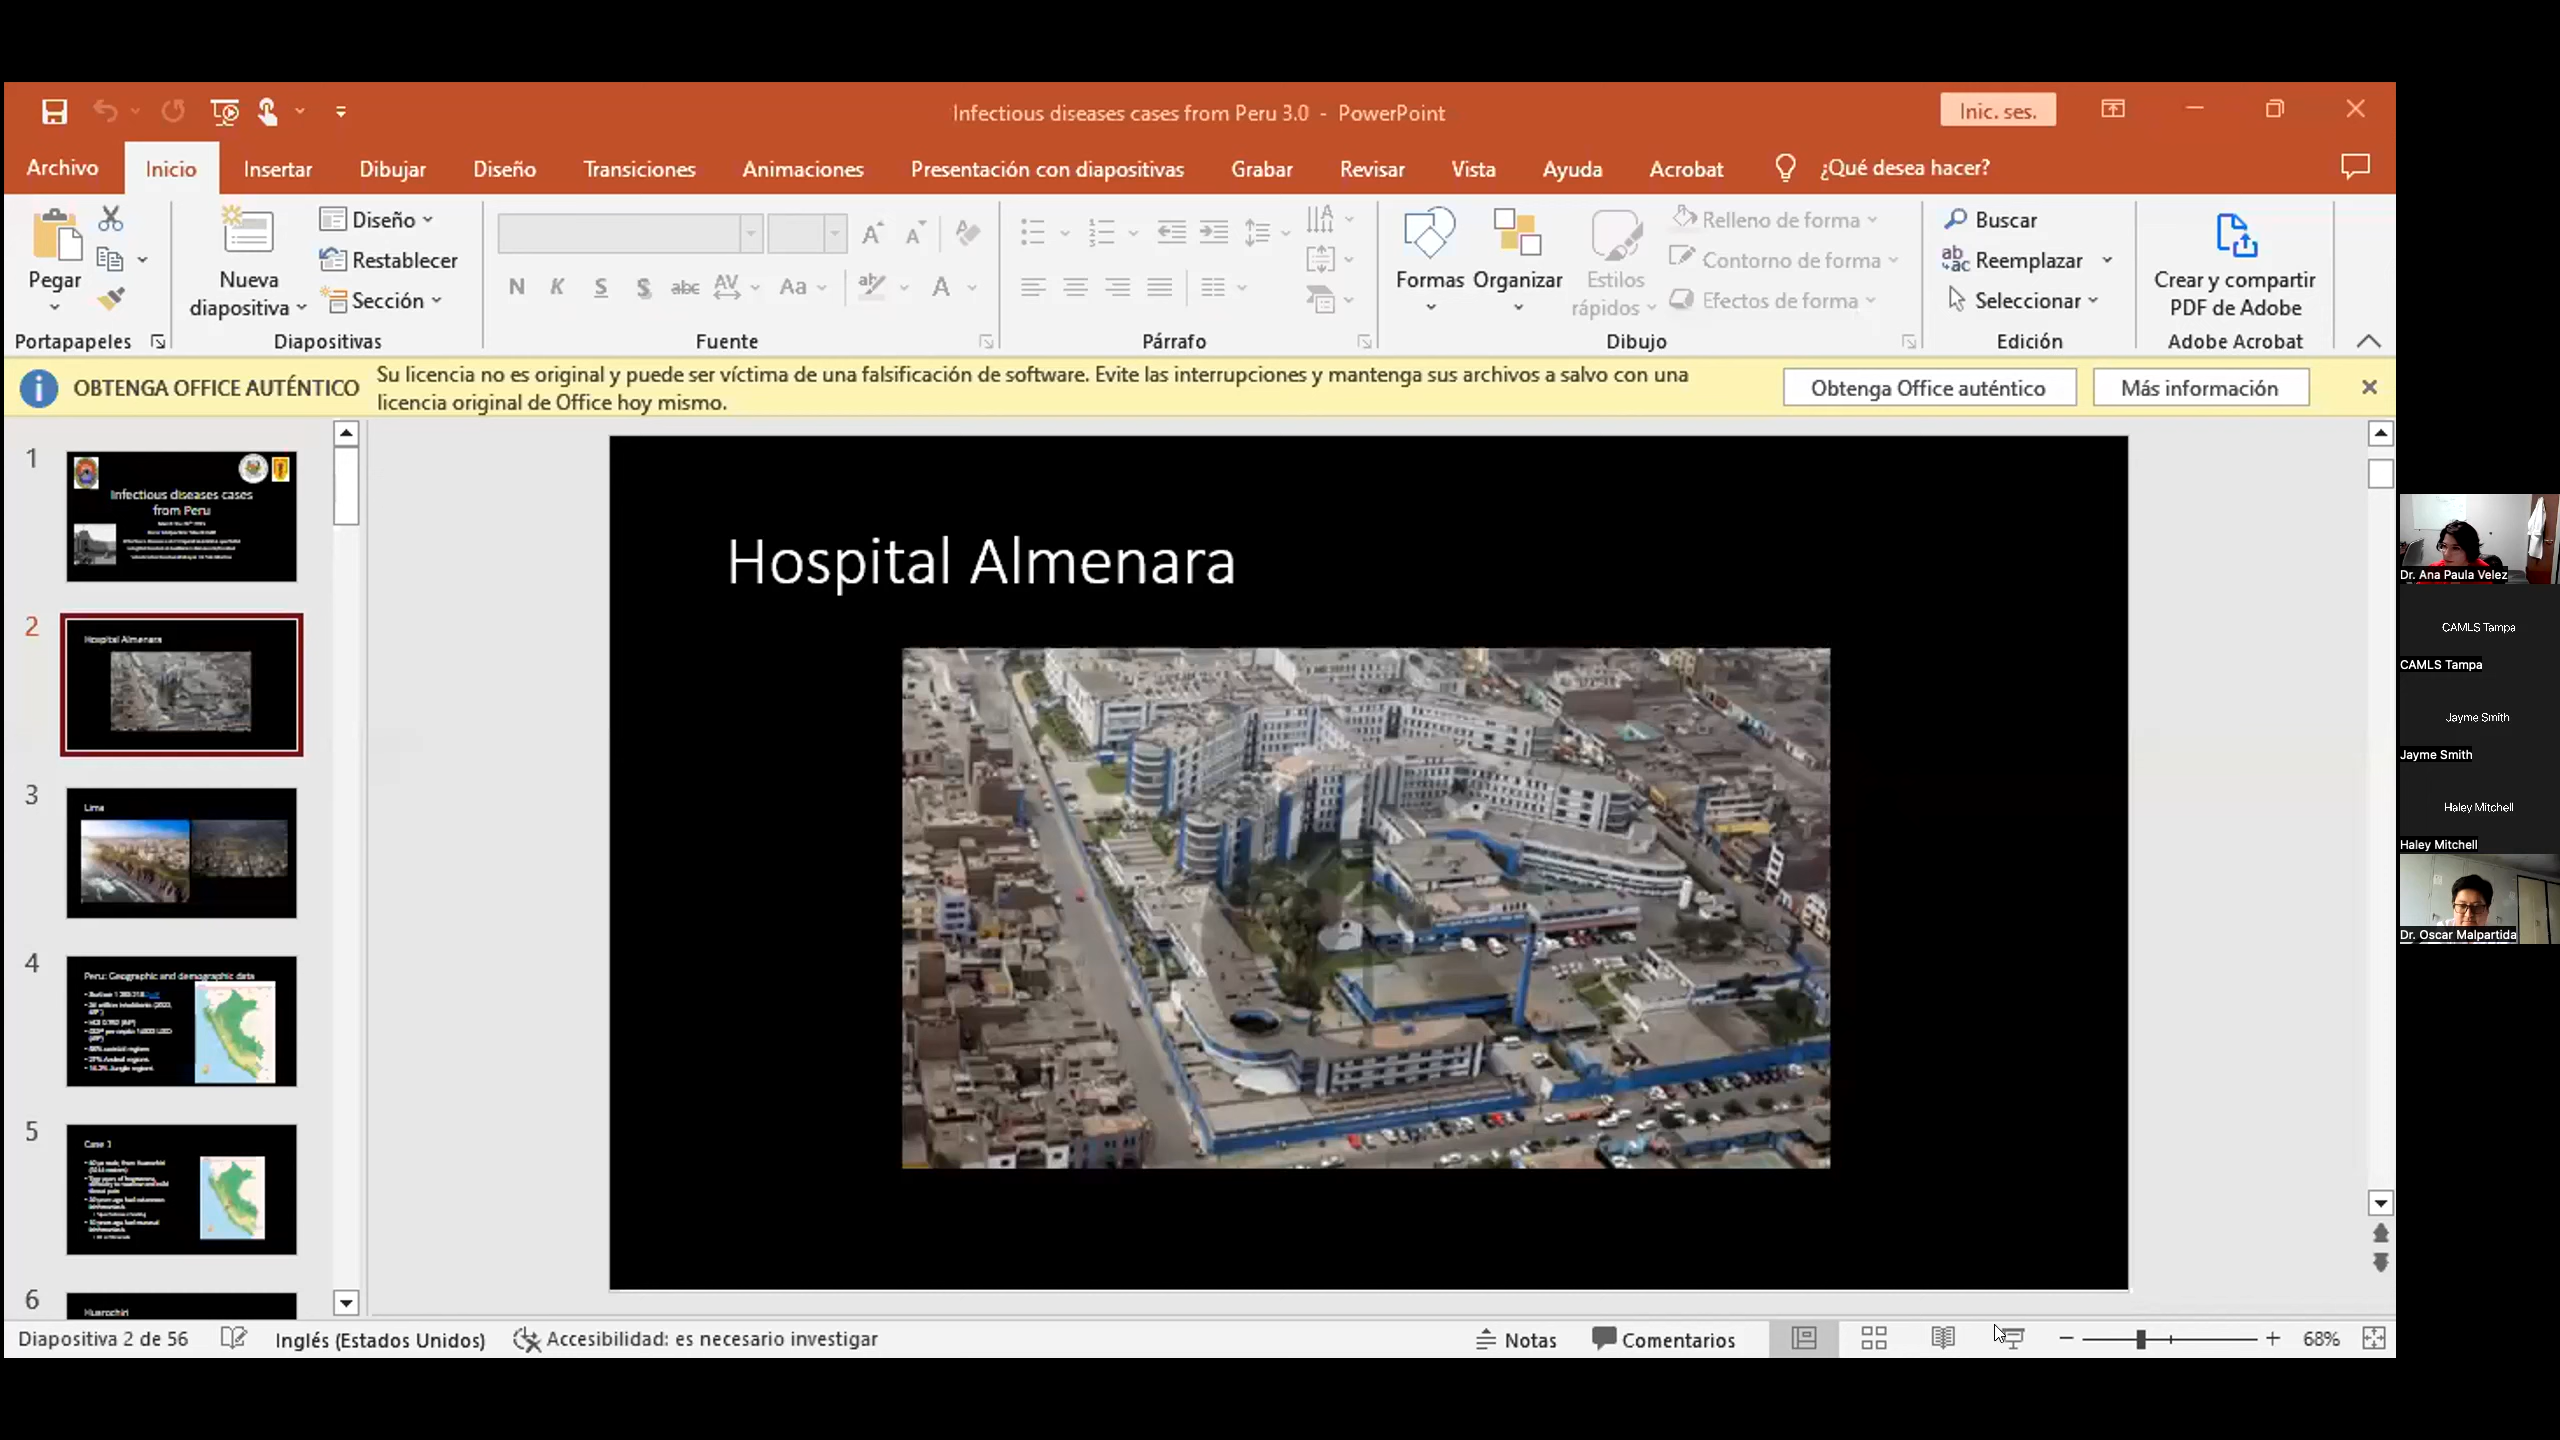 Infectious diseases cases from Peru 3.0 - PowerPoint
Inic. ses.
Archivo Inicio Insertar Dibujar Diseño Transiciones Animaciones Presentación con diapositivas Grabar Revisar Vista Ayuda Acrobat ¿Qué desea hacer?
Pegar
Portapapeles
Nueva
diapositiva
Diseño
Restablecer
Sección
Diapositivas
N K S S abc AV Aa A
Fuente
Párrafo
Formas Organizar
Estilos
rápidos
Relleno de forma
Contorno de forma
Efectos de forma
Dibujo
Buscar
Reemplazar
Seleccionar
Edición
Crear y compartir
PDF de Adobe
Adobe Acrobat
OBTENGA OFFICE AUTÉNTICO
Su licencia no es original y puede ser víctima de una falsificación de software. Evite las interrupciones y mantenga sus archivos a salvo con una
licencia original de Office hoy mismo.
Obtenga Office auténtico
Más información
1
Infectious diseases cases
from Peru
2
Hospital Almenara
3
Lima
4
Peru: Geographic and demographic data
5
Case 1
6
Huarochiri
Hospital Almenara
Dr. Ana Paula Velez
CAMLS Tampa
CAMLS Tampa
Jayme Smith
Jayme Smith
Haley Mitchell
Haley Mitchell
Dr. Oscar Malpartida
Diapositiva 2 de 56
Inglés (Estados Unidos)
Accesibilidad: es necesario investigar
Notas
Comentarios
68%